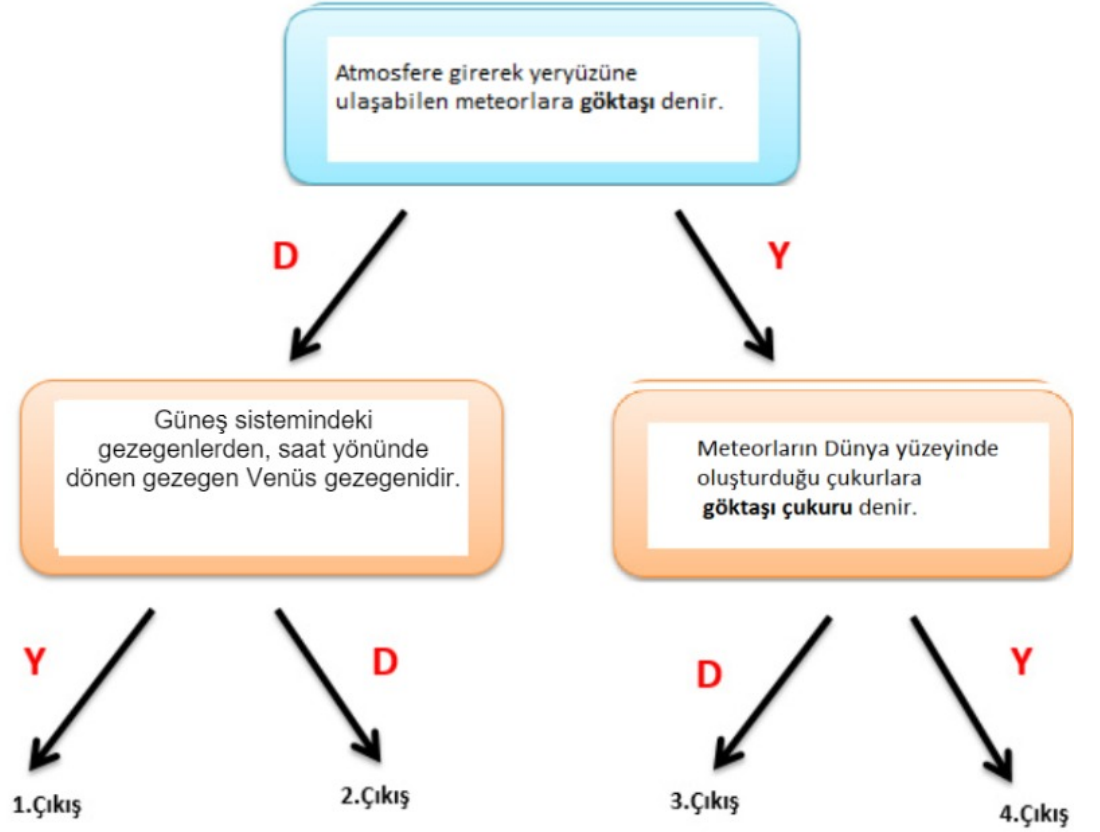 Atmosfere girerek yeryüzüne
ulaşabilen meteorlara göktaşı denir.
D
Y
Güneş sistemindeki
gezegenlerden, saat yönünde
dönen gezegen Venüs gezegenidir.
Meteorların Dünya yüzeyinde
oluşturduğu çukurlara
göktaşı çukuru denir.
Y
D
D
Y
1.Çıkış
2.Çıkış
3.Çıkış
4.Çıkış